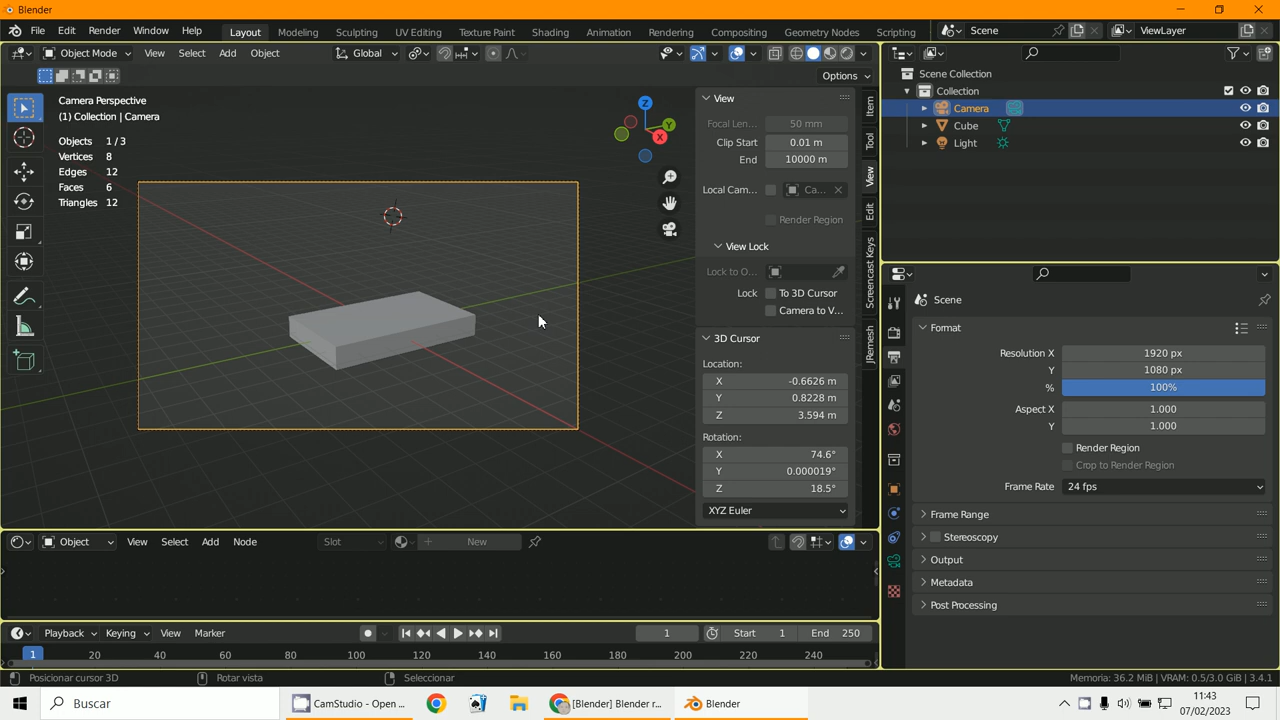 Blender
File Edit Render Window Help Layout Modeling Sculpting UV Editing Texture Paint Shading Animation Rendering Compositing Geometry Nodes Scripting Scene ViewLayer
Object Mode View Select Add Object Global
Options
Camera Perspective
(1) Collection | Camera
Objects 1 / 3
Vertices 8
Edges 12
Faces 6
Triangles 12
Z
Y
X
View
Focal Len... 50 mm
Clip Start 0.01 m
End 10000 m
Local Cam... Ca...
Render Region
View Lock
Lock to O...
Lock To 3D Cursor
Camera to V...
3D Cursor
Location:
X -0.6626 m
Y 0.8228 m
Z 3.594 m
Rotation:
X 74.6°
Y 0.000019°
Z 18.5°
XYZ Euler
Item
Tool
View
Edit
Screencast Keys
JRemesh
Scene Collection
Collection
Camera
Cube
Light
Scene
Format
Resolution X 1920 px
Y 1080 px
% 100%
Aspect X 1.000
Y 1.000
Render Region
Crop to Render Region
Frame Rate 24 fps
Frame Range
Stereoscopy
Output
Metadata
Post Processing
Object View Select Add Node Slot New
Playback Keying View Marker 1 Start 1 End 250
1 20 40 60 80 100 120 140 160 180 200 220 240
Posicionar cursor 3D Rotar vista Seleccionar Memoria: 36.2 MiB | VRAM: 0.5/3.0 GiB | 3.4.1
Buscar CamStudio - Open ... [Blender] Blender r... Blender 11:43
07/02/2023